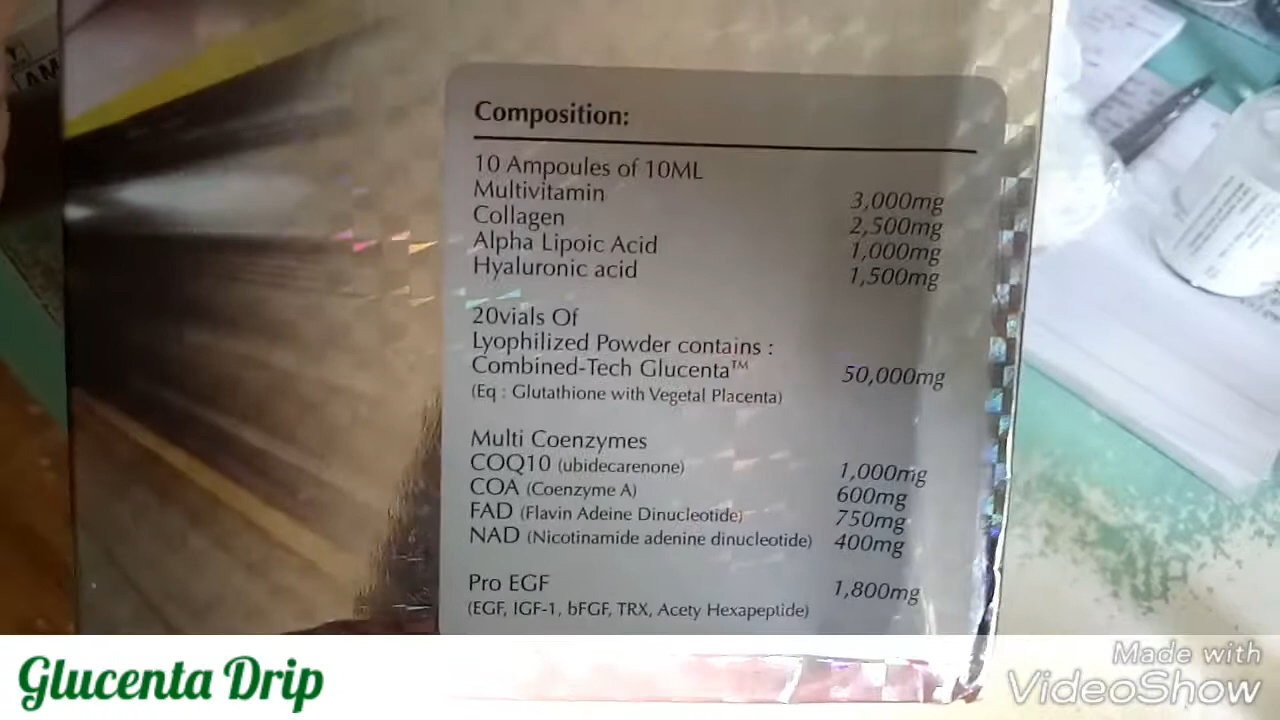 Composition:
10 Ampoules of 10ML
Multivitamin 3,000mg
Collagen 2,500mg
Alpha Lipoic Acid 1,000mg
Hyaluronic acid 1,500mg
20vials Of
Lyophilized Powder contains :
Combined-Tech Glucenta™ 50,000mg
(Eq : Glutathione with Vegetal Placenta)
Multi Coenzymes
COQ10 (ubidecarenone) 1,000mg
COA (Coenzyme A) 600mg
FAD (Flavin Adeine Dinucleotide) 750mg
NAD (Nicotinamide adenine dinucleotide) 400mg
Pro EGF 1,800mg
(EGF, IGF-1, bFGF, TRX, Acety Hexapeptide)
Glucenta Drip
Made with
VideoShow